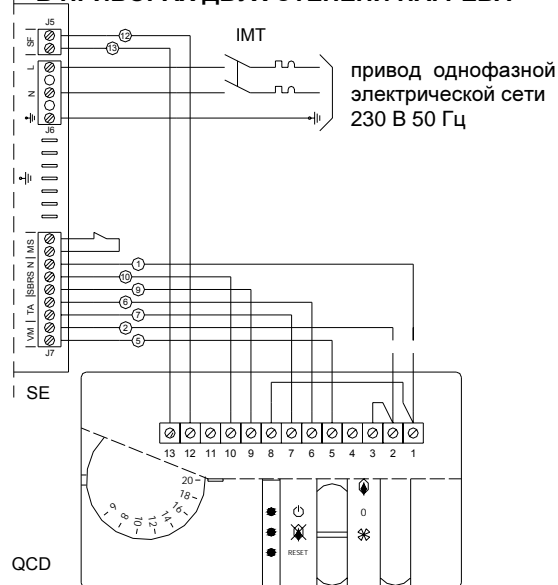 J5
SF
12
13
IMT
L
N
J6
привод однофазной
электрической сети
230 В 50 Гц
MS
N
SBRS
TA
VM
1
10
9
6
7
2
5
J7
SE
13 12 11 10 9 8 7 6 5 4 3 2 1
20
18
16
14
12
10
8
6
0
RESET
QCD